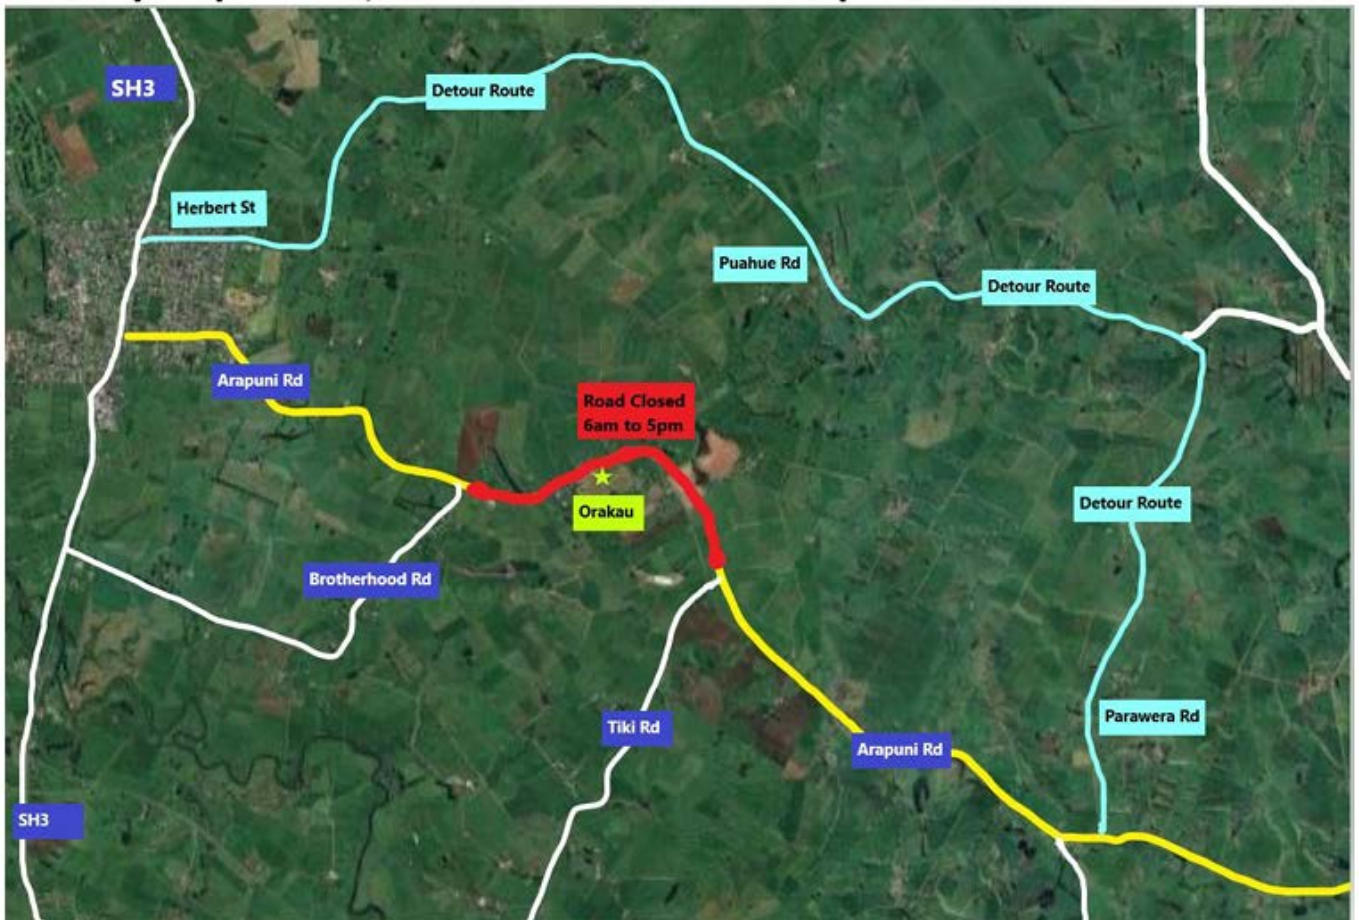 SH3
Detour Route
Herbert St
Puahue Rd
Detour Route
Arapuni Rd
Road Closed
6am to 5pm
Orakau
Detour Route
Brotherhood Rd
Tiki Rd
Parawera Rd
Arapuni Rd
SH3